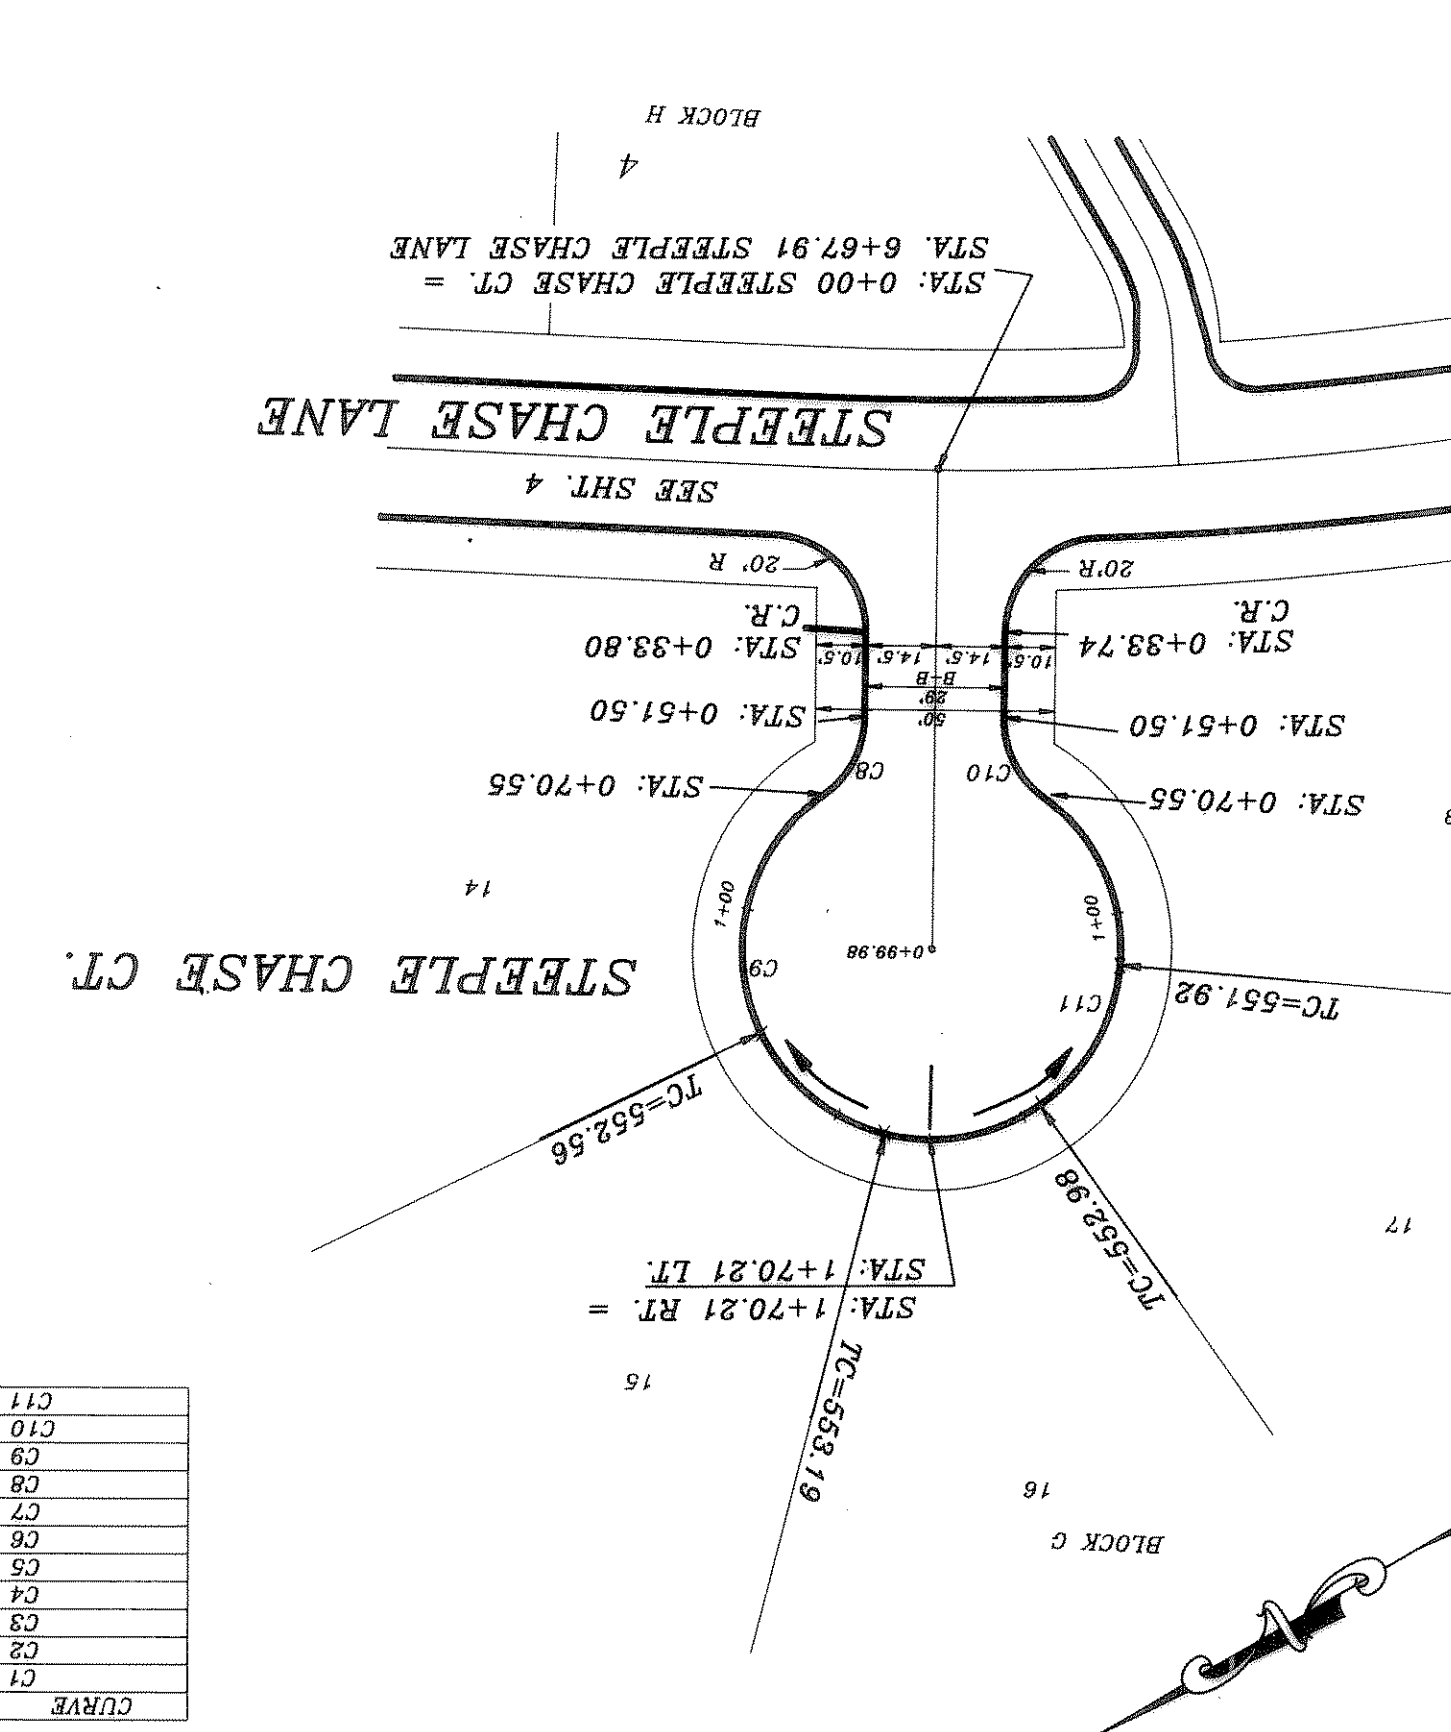 CURVE
C1
C2
C3
C4
C5
C6
C7
C8
C9
C10
C11
BLOCK G
16
15
17
14
TC=553.19
STA: 1+70.21 RT. =
STA: 1+70.21 LT.
TC=552.98
TC=552.56
TC=551.92
C11
C9
0+99.98
1+00
1+00
STEEPLE CHASE CT.
STA: 0+70.55
STA: 0+70.55
C10
C8
STA: 0+51.50
STA: 0+51.50
50'
29'
B-B
10.5'
14.5'
14.5'
10.5'
STA: 0+33.74
C.R.
STA: 0+33.80
C.R.
20'R
20' R
SEE SHT. 4
STEEPLE CHASE LANE
STA: 0+00 STEEPLE CHASE CT. =
STA. 6+67.91 STEEPLE CHASE LANE
4
BLOCK H
N